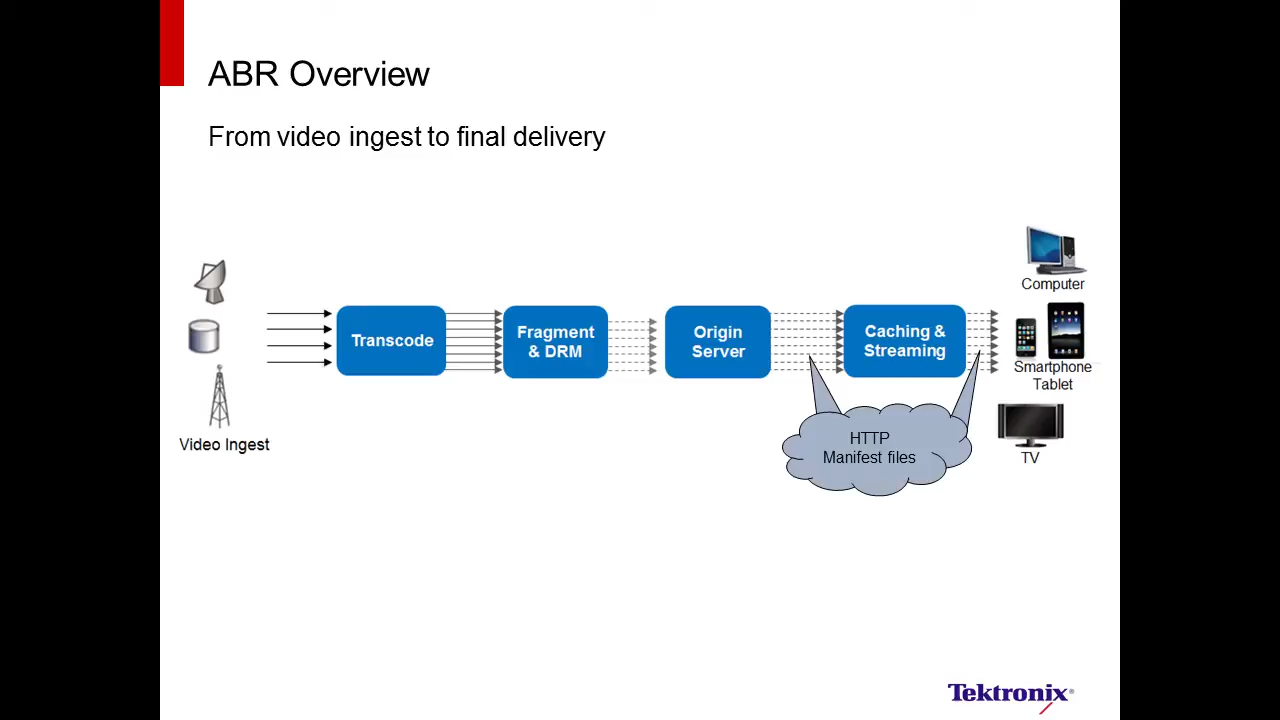 ABR Overview
From video ingest to final delivery
Video Ingest
Transcode
Fragment
& DRM
Origin
Server
Caching &
Streaming
HTTP
Manifest files
Computer
Smartphone
Tablet
TV
Tektronix®